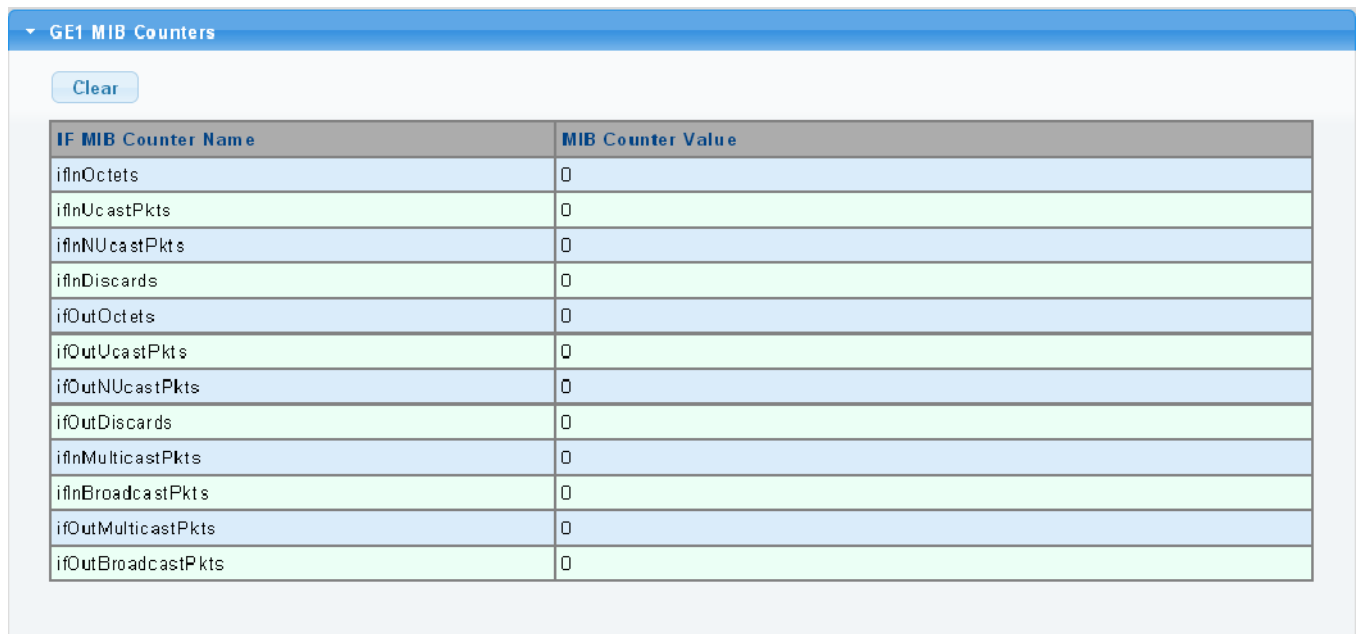 GE1 MIB Counters
Clear
IF MIB Counter Name MIB Counter Value
ifInOctets 0
ifInUcastPkts 0
ifInNUcastPkts 0
ifInDiscards 0
ifOutOctets 0
ifOutUcastPkts 0
ifOutNUcastPkts 0
ifOutDiscards 0
ifInMulticastPkts 0
ifInBroadcastPkts 0
ifOutMulticastPkts 0
ifOutBroadcastPkts 0